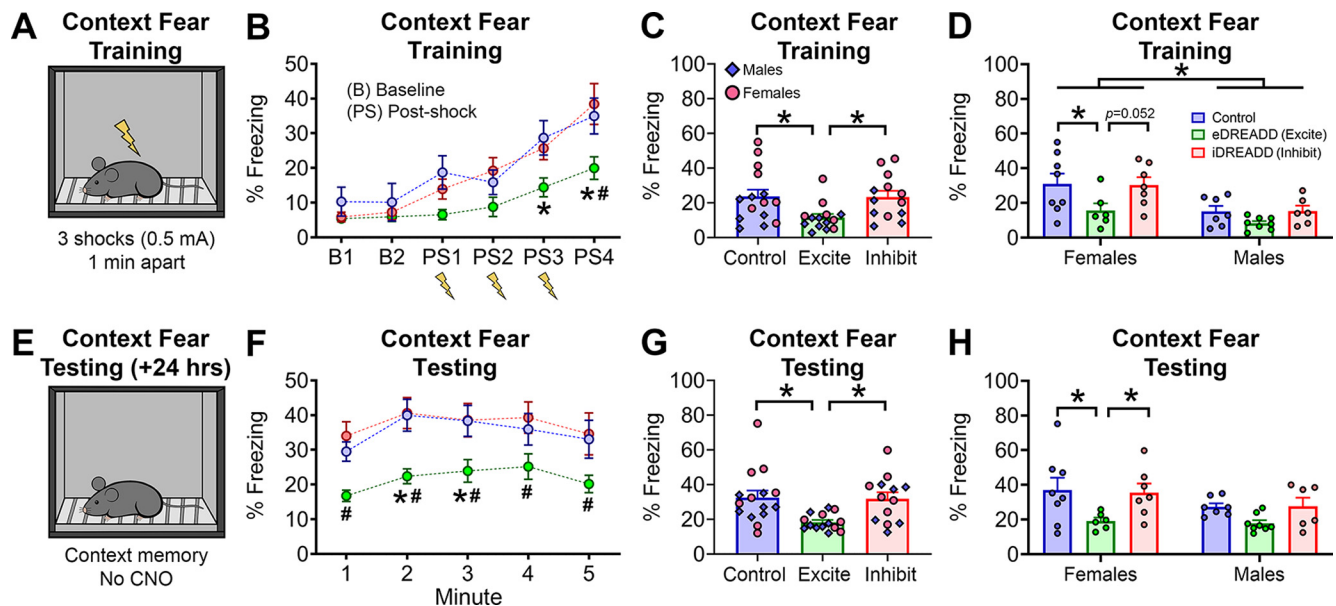 A
Context Fear
Training
3 shocks (0.5 mA)
1 min apart
B
Context Fear
Training
% Freezing
50
40
30
20
10
0
(B) Baseline
(PS) Post-shock
* *#
B1 B2 PS1 PS2 PS3 PS4
C
Context Fear
Training
% Freezing
100
80
60
40
20
0
Males
Females
* *
Control Excite Inhibit
D
Context Fear
Training
% Freezing
100
80
60
40
20
0
*
* p=0.052
Control
eDREADD (Excite)
iDREADD (Inhibit)
Females Males
E
Context Fear
Testing (+24 hrs)
Context memory
No CNO
F
Context Fear
Testing
% Freezing
50
40
30
20
10
0
# *# *# # #
1 2 3 4 5
Minute
G
Context Fear
Testing
% Freezing
100
80
60
40
20
0
* *
Control Excite Inhibit
H
Context Fear
Testing
% Freezing
100
80
60
40
20
0
* *
Females Males